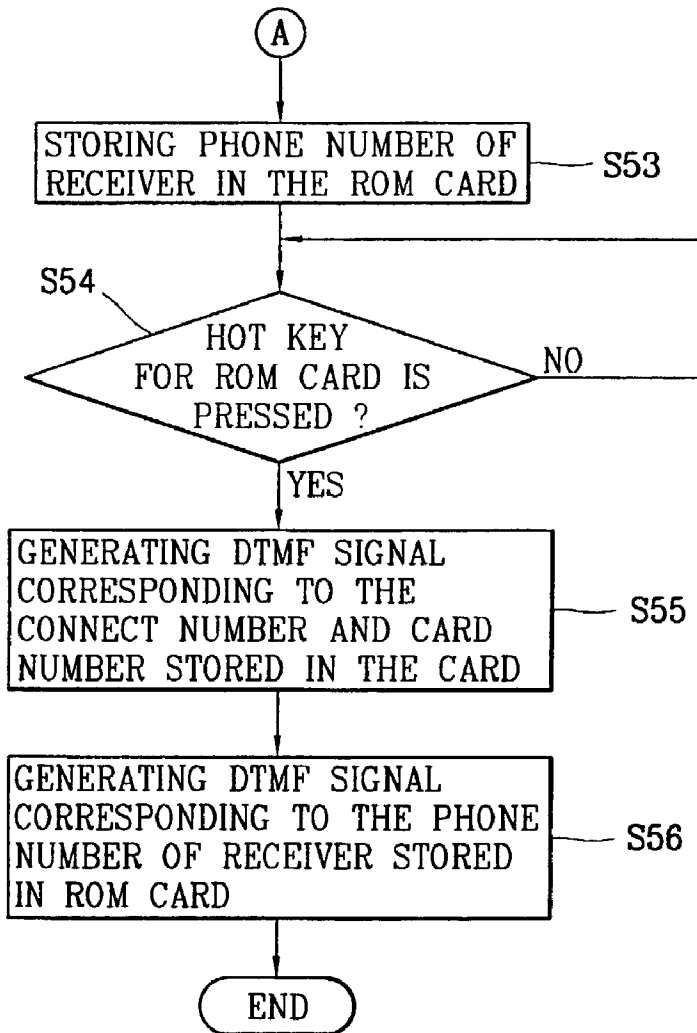 A
STORING PHONE NUMBER OF
RECEIVER IN THE ROM CARD
S53
S54
HOT KEY
FOR ROM CARD IS
PRESSED ?
NO
YES
GENERATING DTMF SIGNAL
CORRESPONDING TO THE
CONNECT NUMBER AND CARD
NUMBER STORED IN THE CARD
S55
GENERATING DTMF SIGNAL
CORRESPONDING TO THE PHONE
NUMBER OF RECEIVER STORED
IN ROM CARD
S56
END